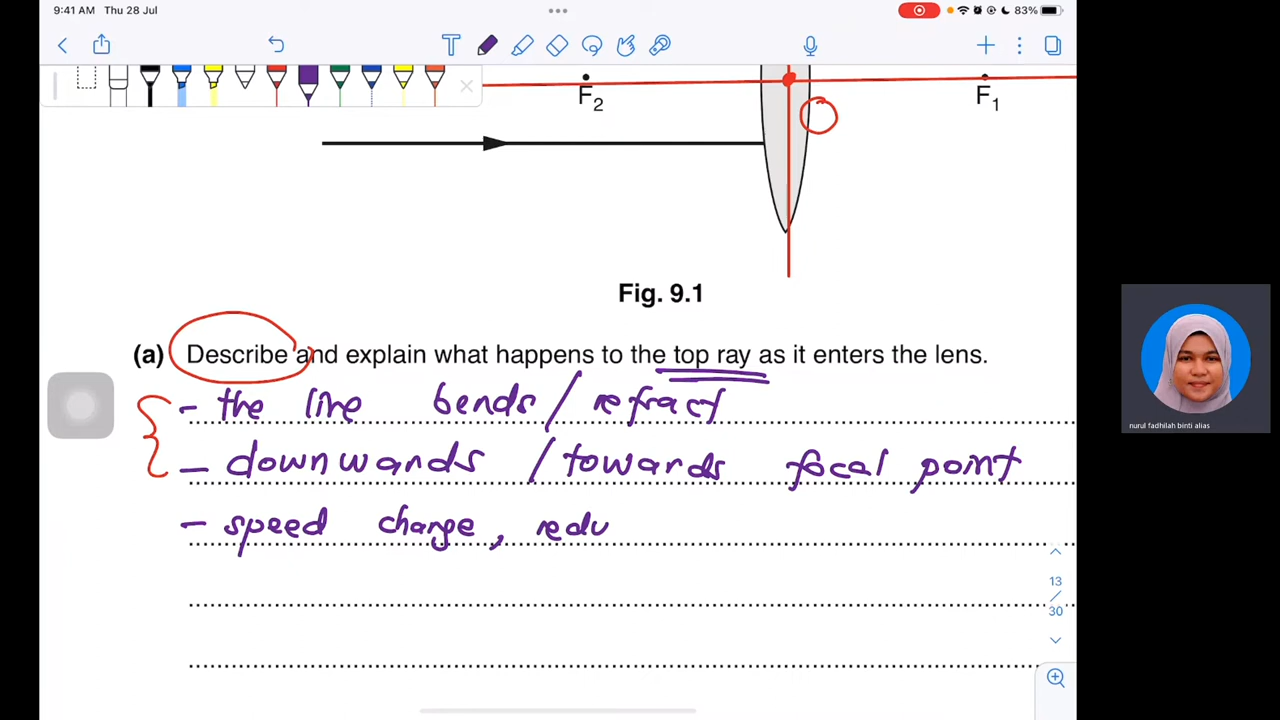 9:41 AM Thu 28 Jul
83%
F2
F1
Fig. 9.1
(a) Describe and explain what happens to the top ray as it enters the lens.
- the line bends / refract
- downwards / towards focal point
- speed change, redu
13
/
30
nurul fadhilah binti alias